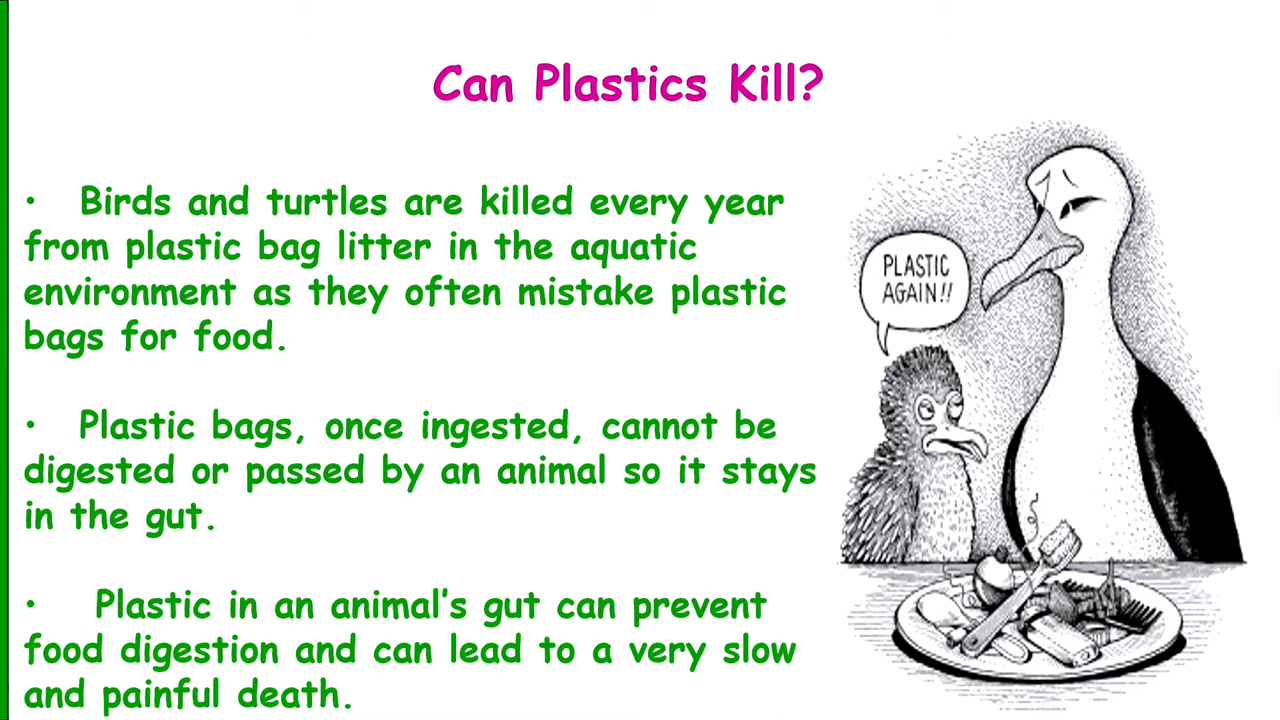 Can Plastics Kill?
• Birds and turtles are killed every year
from plastic bag litter in the aquatic
environment as they often mistake plastic
bags for food.
• Plastic bags, once ingested, cannot be
digested or passed by an animal so it stays
in the gut.
• Plastic in an animal’s gut can prevent
food digestion and can lead to a very slow
and painful death.
PLASTIC
AGAIN!!